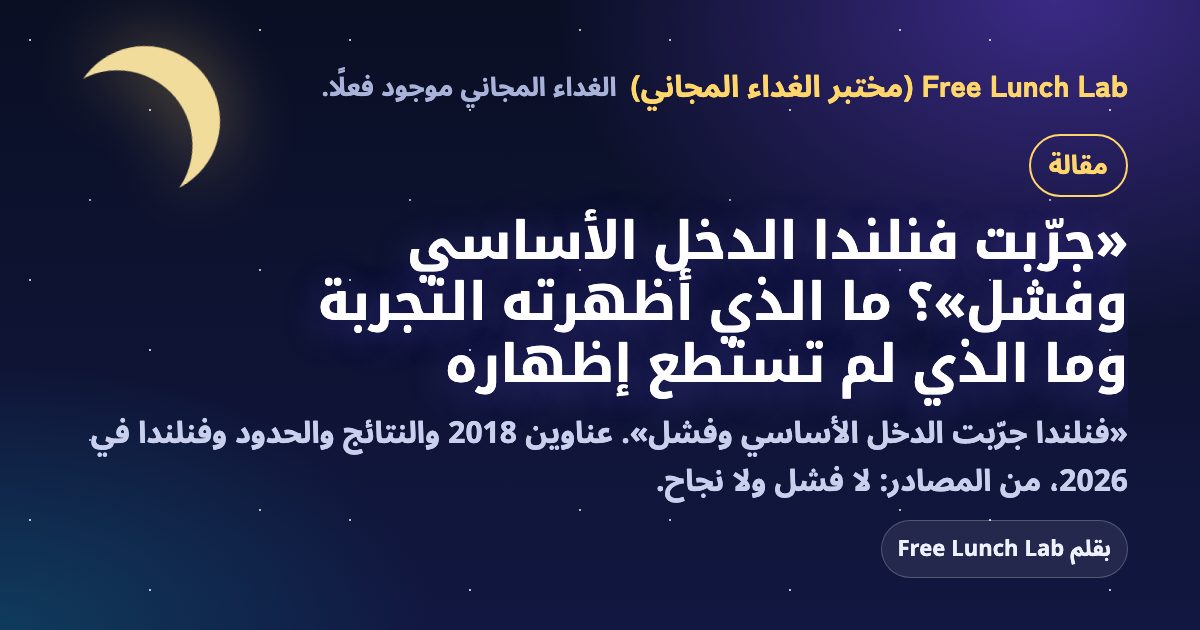 Free Lunch Lab (مختبر الغداء المجاني) الغداء المجاني موجود فعلًا.
مقالة
«جرّبت فنلندا الدخل الأساسي
وفشل»؟ ما الذي أظهرته التجربة
وما الذي لم تستطع إظهاره
«فنلندا جرّبت الدخل الأساسي وفشل». عناوين 2018 والنتائج والحدود وفنلندا في
2026، من المصادر: لا فشل ولا نجاح.
بقلم Free Lunch Lab